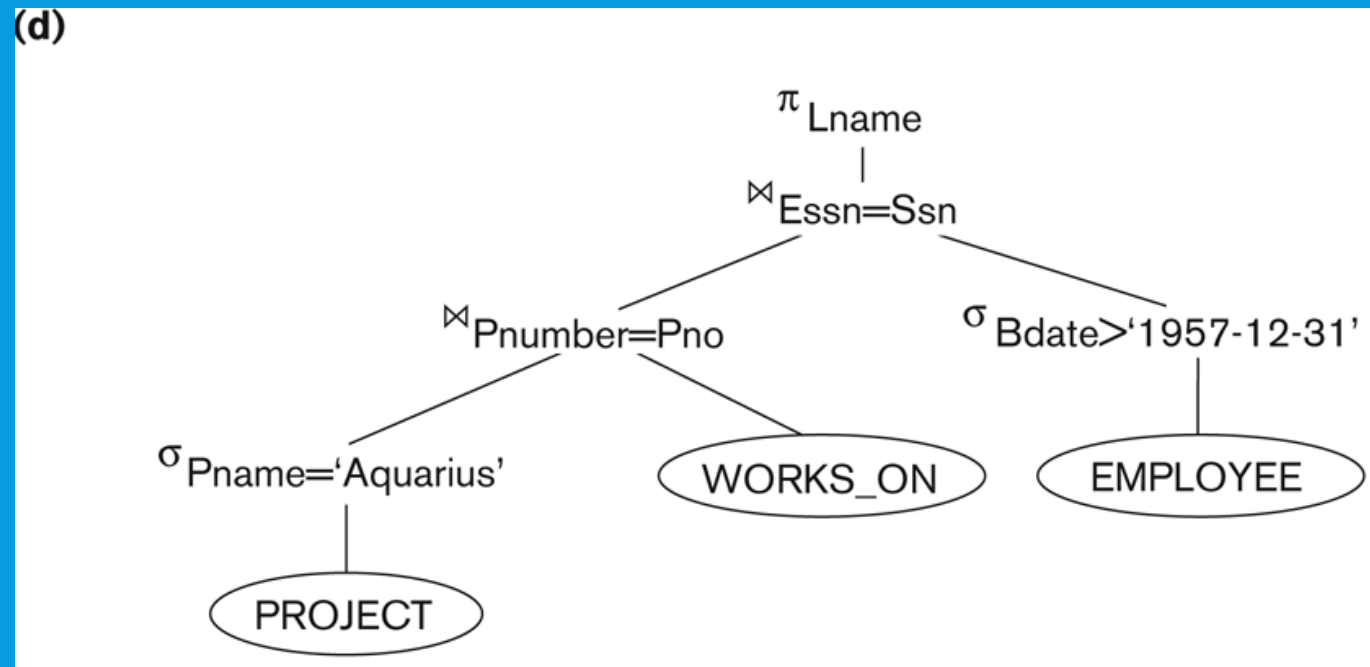 (d)
π Lname
⋈ Essn=Ssn
⋈ Pnumber=Pno
σ Bdate>‘1957-12-31’
σ Pname=‘Aquarius’
WORKS_ON
EMPLOYEE
PROJECT